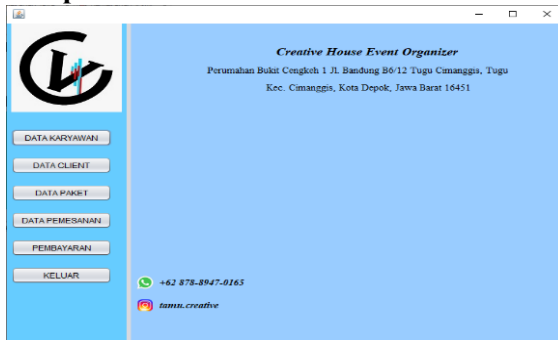 Creative House Event Organizer
Perumahan Bukit Cengkeh 1 Jl. Bandung B6/12 Tugu Cimanggis, Tugu
Kec. Cimanggis, Kota Depok, Jawa Barat 16451
DATA KARYAWAN
DATA CLIENT
DATA PAKET
DATA PEMESANAN
PEMBAYARAN
KELUAR
+62 878-8947-0165
tamu.creative